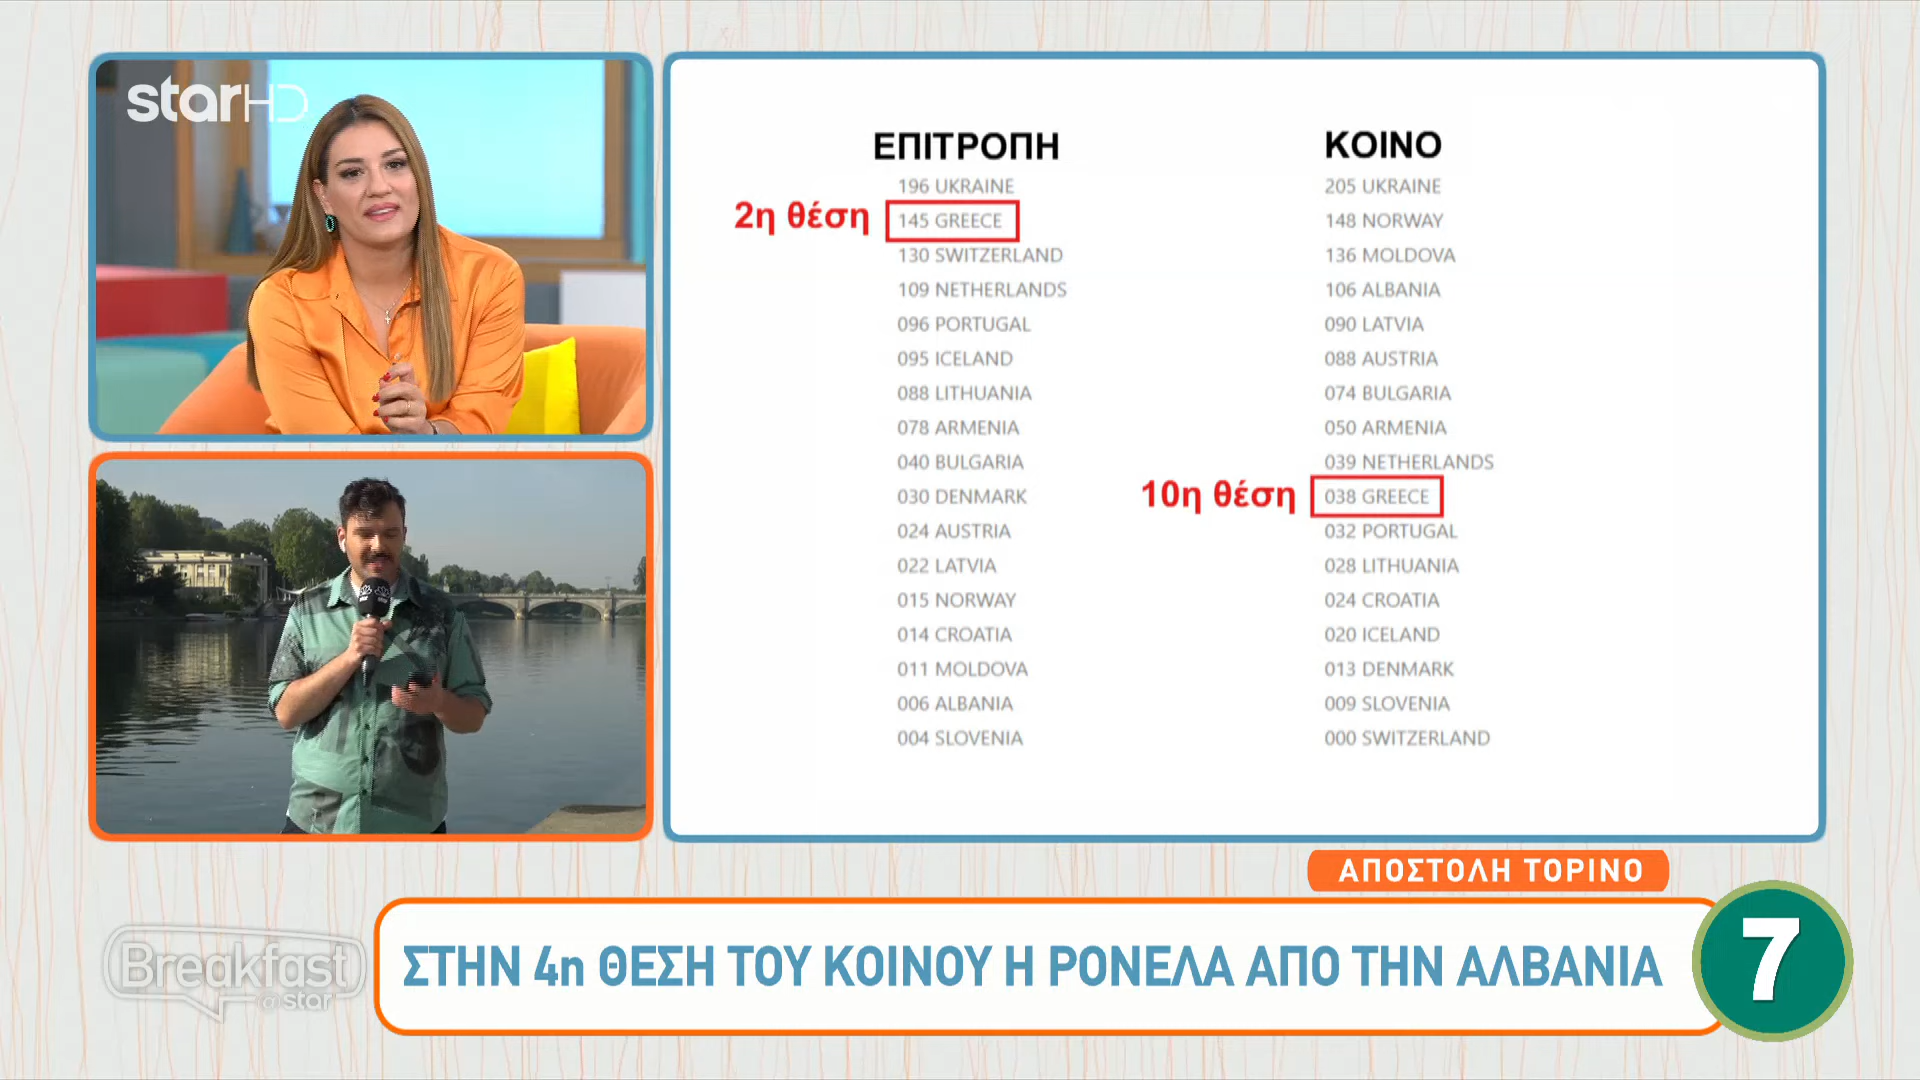 starHD
ΕΠΙΤΡΟΠΗ
196 UKRAINE
2η θέση
145 GREECE
130 SWITZERLAND
109 NETHERLANDS
096 PORTUGAL
095 ICELAND
088 LITHUANIA
078 ARMENIA
040 BULGARIA
030 DENMARK
024 AUSTRIA
022 LATVIA
015 NORWAY
014 CROATIA
011 MOLDOVA
006 ALBANIA
004 SLOVENIA
ΚΟΙΝΟ
205 UKRAINE
148 NORWAY
136 MOLDOVA
106 ALBANIA
090 LATVIA
088 AUSTRIA
074 BULGARIA
050 ARMENIA
039 NETHERLANDS
10η θέση
038 GREECE
032 PORTUGAL
028 LITHUANIA
024 CROATIA
020 ICELAND
013 DENMARK
009 SLOVENIA
000 SWITZERLAND
ΑΠΟΣΤΟΛΗ ΤΟΡΙΝΟ
Breakfast
@star
ΣΤΗΝ 4η ΘΕΣΗ ΤΟΥ ΚΟΙΝΟΥ Η ΡΟΝΕΛΑ ΑΠΟ ΤΗΝ ΑΛΒΑΝΙΑ
7